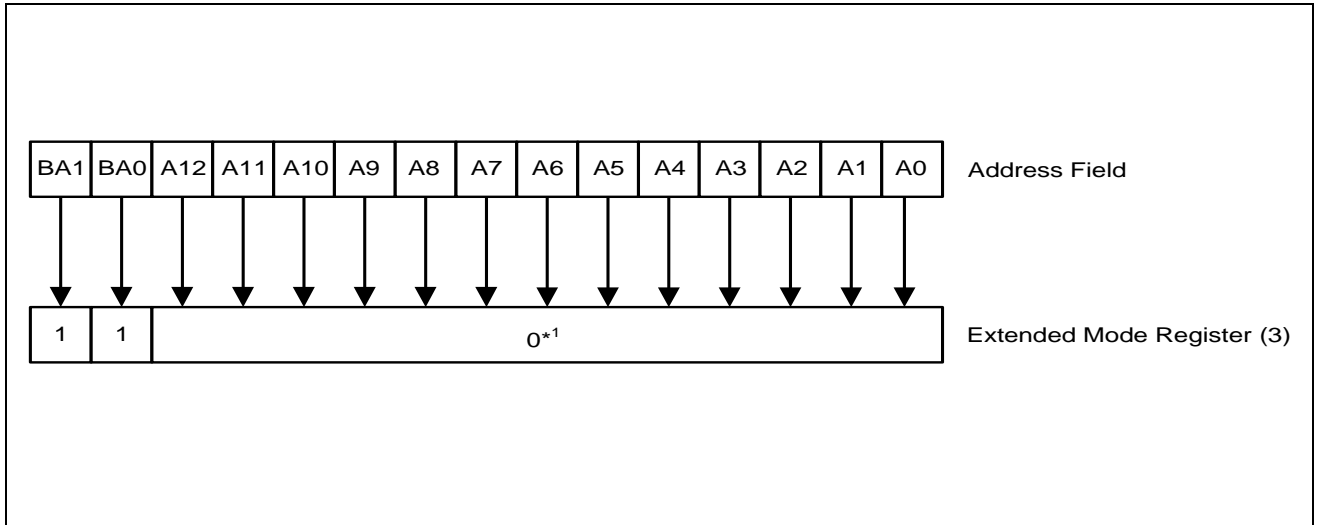 BA1 BA0 A12 A11 A10 A9 A8 A7 A6 A5 A4 A3 A2 A1 A0 Address Field
1 1 0*1 Extended Mode Register (3)